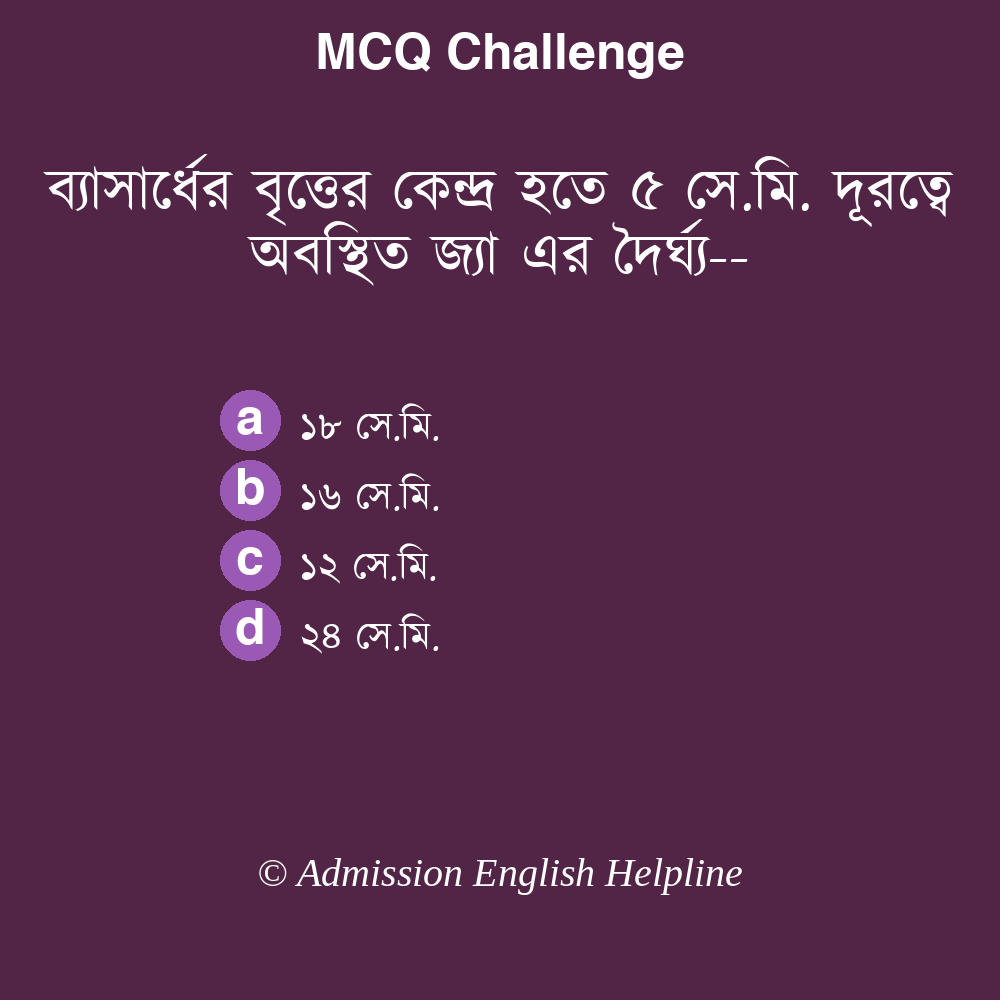 MCQ Challenge
ব্যাসার্ধের বৃত্তের কেন্দ্র হতে ৫ সে.মি. দূরত্বে
অবস্থিত জ্যা এর দৈর্ঘ্য--
a ১৮ সে.মি.
b ১৬ সে.মি.
c ১২ সে.মি.
d ২৪ সে.মি.
© Admission English Helpline